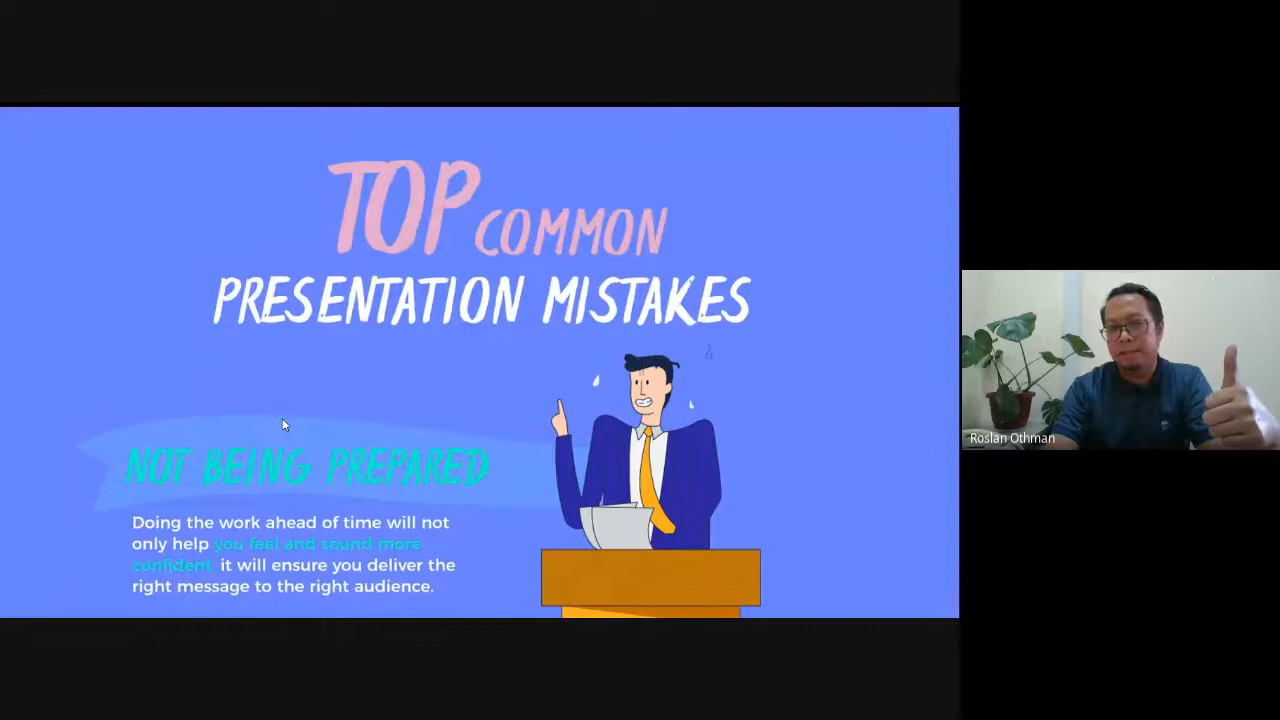 TOP COMMON
PRESENTATION MISTAKES
NOT BEING PREPARED
Doing the work ahead of time will not
only help you feel and sound more
confident, it will ensure you deliver the
right message to the right audience.
Roslan Othman